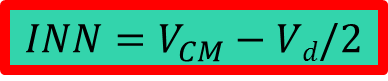 INN = V_CM − V_d/2